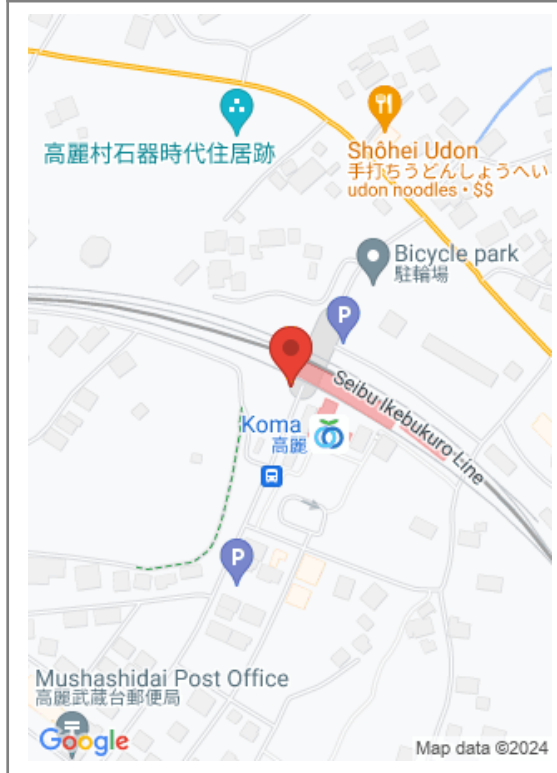 高麗村石器時代住居跡
Shôhei Udon
手打ちうどんしょうへい
udon noodles • $$
Bicycle park
駐輪場
P
Seibu Ikebukuro Line
Koma
高麗
P
Mushashidai Post Office
高麗武蔵台郵便局
Google
Map data ©2024